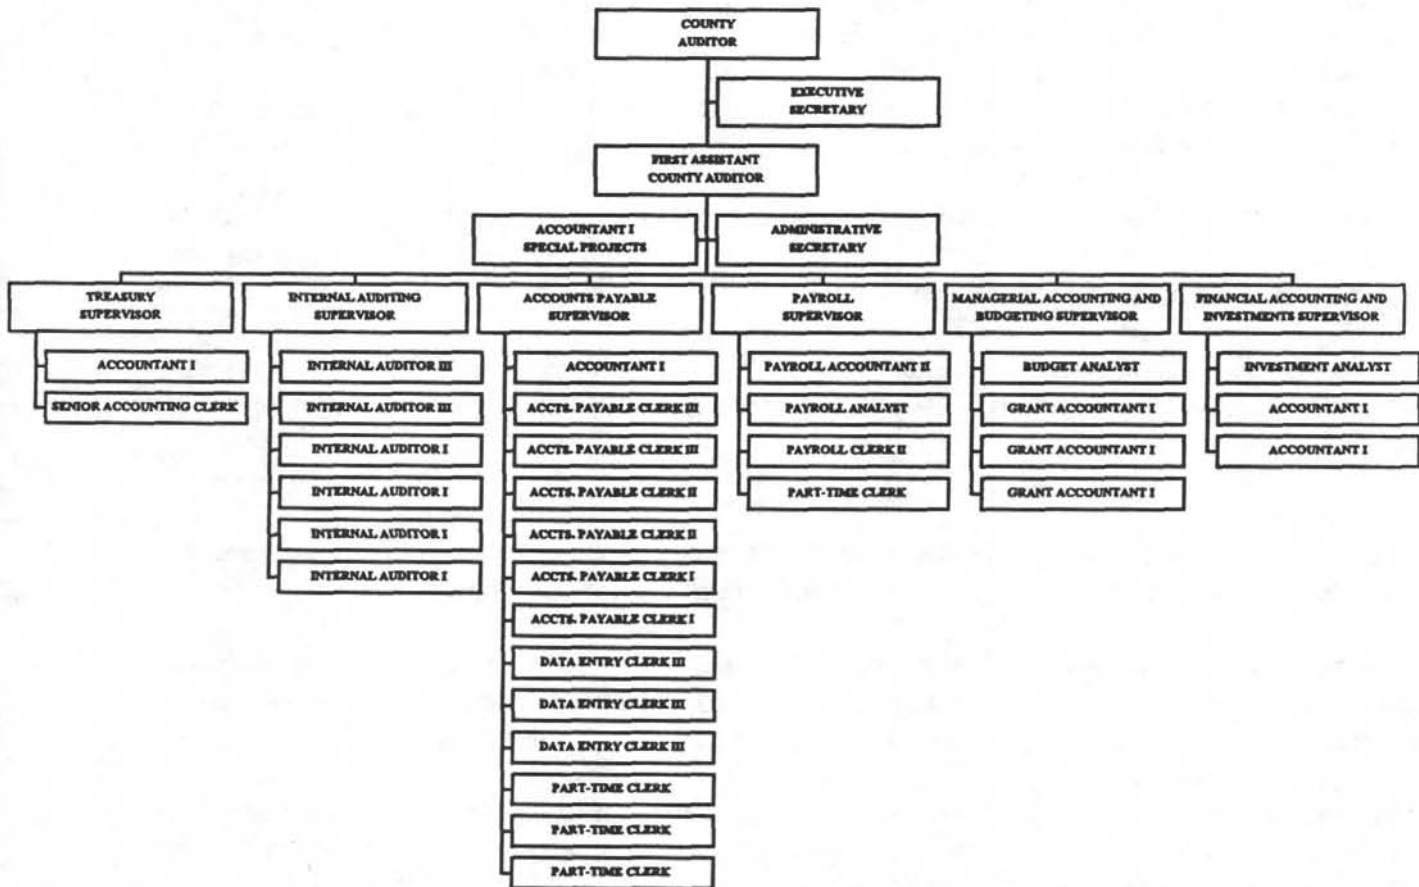 COUNTY
AUDITOR
EXECUTIVE
SECRETARY
FIRST ASSISTANT
COUNTY AUDITOR
ACCOUNTANT I
SPECIAL PROJECTS
ADMINISTRATIVE
SECRETARY
TREASURY
SUPERVISOR
ACCOUNTANT I
SENIOR ACCOUNTING CLERK
INTERNAL AUDITING
SUPERVISOR
INTERNAL AUDITOR III
INTERNAL AUDITOR III
INTERNAL AUDITOR I
INTERNAL AUDITOR I
INTERNAL AUDITOR I
INTERNAL AUDITOR I
ACCOUNTS PAYABLE
SUPERVISOR
ACCOUNTANT I
ACCTS. PAYABLE CLERK III
ACCTS. PAYABLE CLERK III
ACCTS. PAYABLE CLERK II
ACCTS. PAYABLE CLERK II
ACCTS. PAYABLE CLERK I
ACCTS. PAYABLE CLERK I
DATA ENTRY CLERK III
DATA ENTRY CLERK III
DATA ENTRY CLERK III
PART-TIME CLERK
PART-TIME CLERK
PART-TIME CLERK
PAYROLL
SUPERVISOR
PAYROLL ACCOUNTANT II
PAYROLL ANALYST
PAYROLL CLERK II
PART-TIME CLERK
MANAGERIAL ACCOUNTING AND
BUDGETING SUPERVISOR
BUDGET ANALYST
GRANT ACCOUNTANT I
GRANT ACCOUNTANT I
GRANT ACCOUNTANT I
FINANCIAL ACCOUNTING AND
INVESTMENTS SUPERVISOR
INVESTMENT ANALYST
ACCOUNTANT I
ACCOUNTANT I